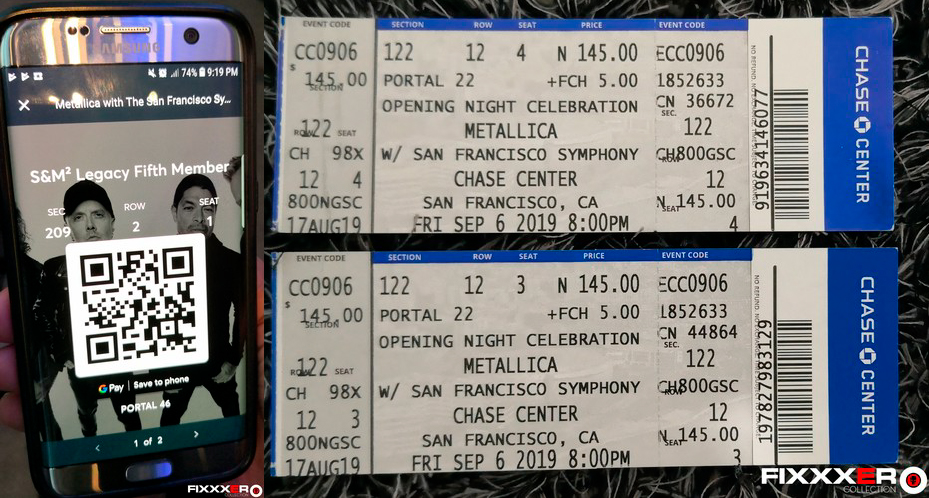 SAMSUNG
74% 9:19 PM
Metallica with The San Francisco Sy...
S&M² Legacy Fifth Member
SEC ROW SEAT
209 2 1
G Pay | Save to phone
PORTAL 46
1 of 2
FIXXXER
EVENT CODE SECTION ROW SEAT PRICE EVENT CODE
CC0906 122 12 4 N 145.00 ECC0906
$ 145.00 PORTAL 22 +FCH 5.00 1852633
SECTION OPENING NIGHT CELEBRATION CN 36672
SEC.
ROW 122 SEAT METALLICA 122
CH 98X W/ SAN FRANCISCO SYMPHONY ROW CH800GSC
12 4 CHASE CENTER 12
800NGSC SAN FRANCISCO, CA SEAT N 145.00
17AUG19 FRI SEP 6 2019 8:00PM 4
919634146077
CHASE CENTER
EVENT CODE SECTION ROW SEAT PRICE EVENT CODE
CC0906 122 12 3 N 145.00 ECC0906
$ 145.00 PORTAL 22 +FCH 5.00 1852633
SECTION OPENING NIGHT CELEBRATION CN 44864
SEC.
ROW 122 SEAT METALLICA 122
CH 98X W/ SAN FRANCISCO SYMPHONY ROW CH800GSC
12 3 CHASE CENTER 12
800NGSC SAN FRANCISCO, CA SEAT N 145.00
17AUG19 FRI SEP 6 2019 8:00PM 3
197827983129
CHASE CENTER
FIXXXER
COLLECTION